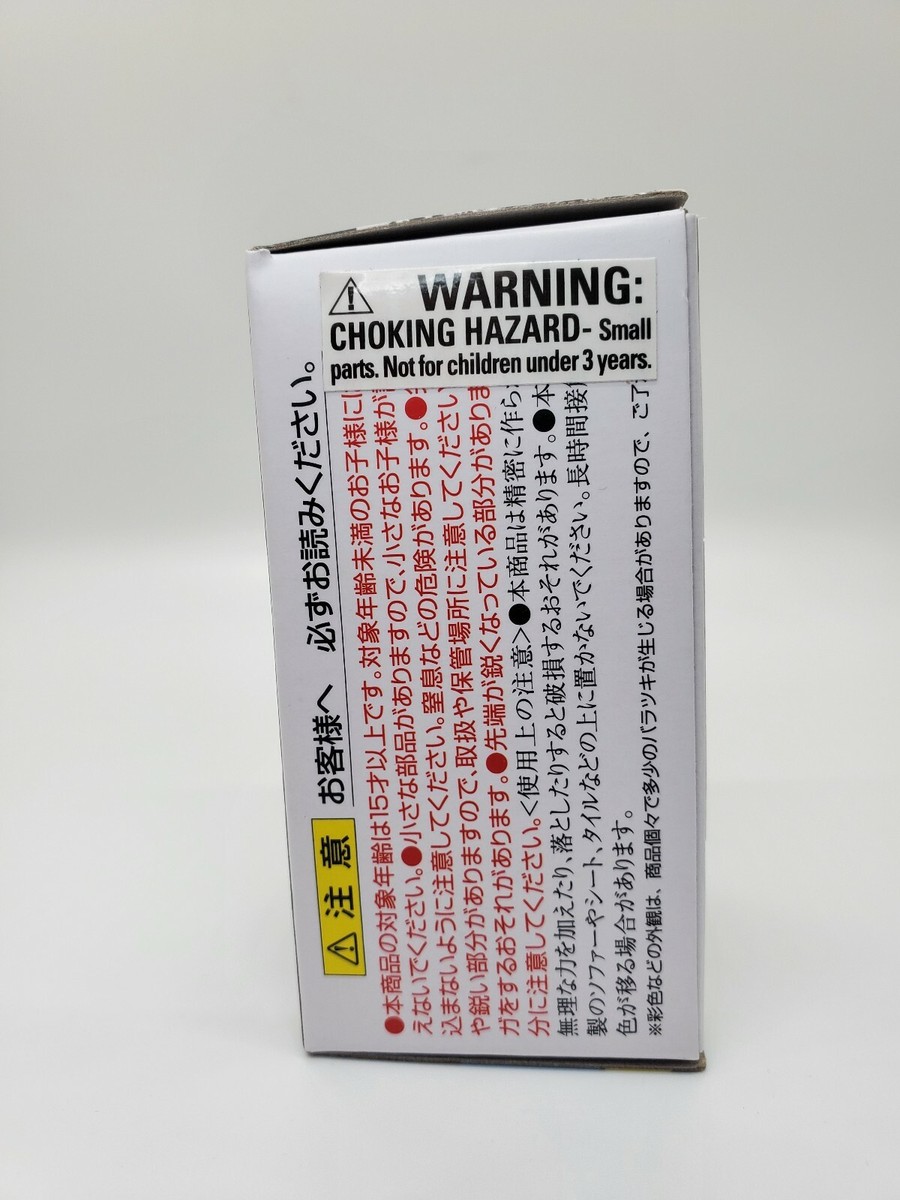 WARNING:
CHOKING HAZARD- Small
parts. Not for children under 3 years.
注意 お客様へ 必ずお読みください。
●本商品の対象年齢は15才以上です。対象年齢未満のお子様に
えないでください。●小さな部品がありますので、小さなお子様が
込まないように注意してください。窒息などの危険があります。●
や鋭い部分がありますので、取扱や保管場所に注意してください
ガをするおそれがあります。●先端が鋭くなっている部分がありま
分に注意してください。<使用上の注意>●本商品は精密に作ら
無理な力を加えたり、落としたりすると破損するおそれがあります。●本
製のソファーやシート、タイルなどの上に置かないでください。長時間接
色が移る場合があります。
※彩色などの外観は、商品個々で多少のバラツキが生じる場合がありますので、ご了